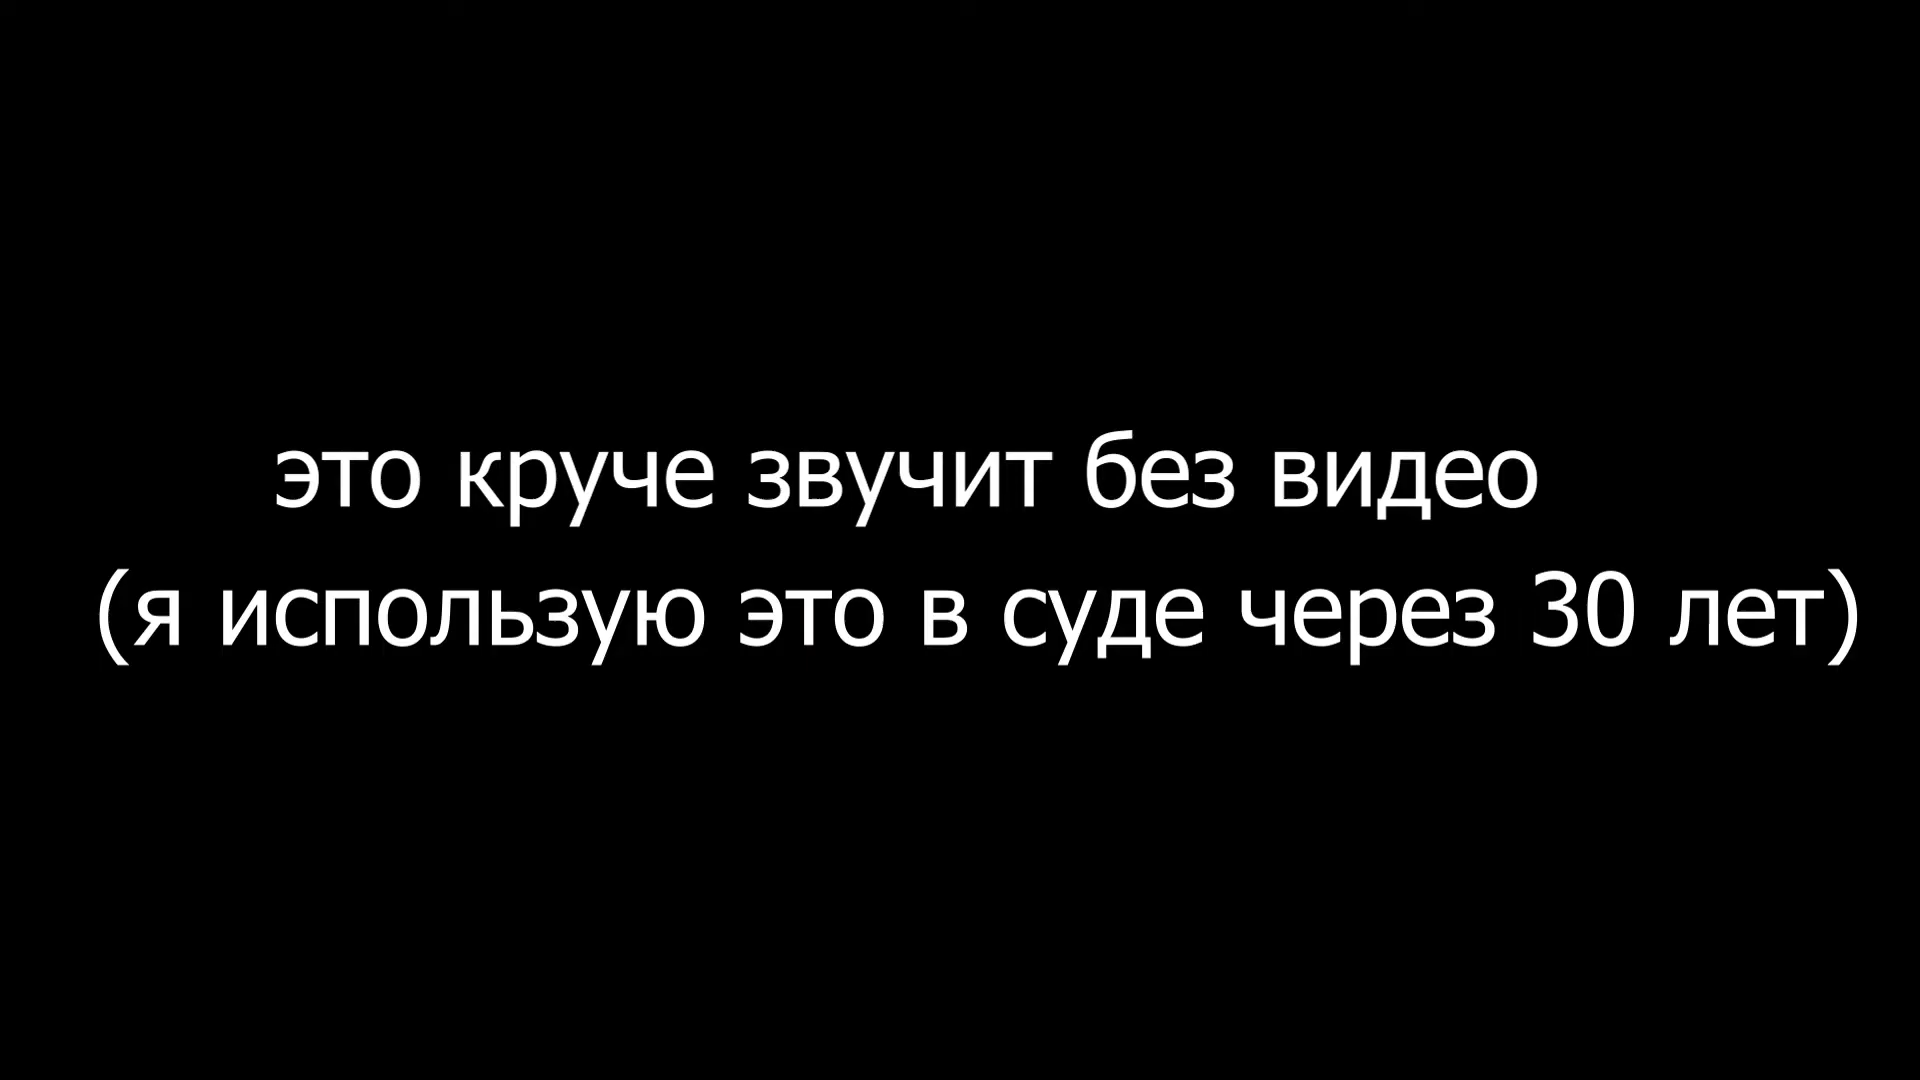 это круче звучит без видео
(я использую это в суде через 30 лет)